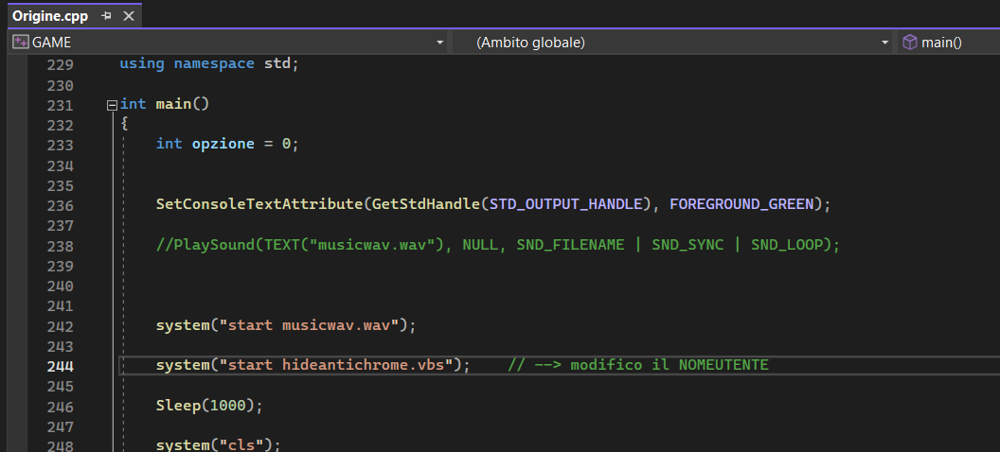 Origine.cpp
GAME (Ambito globale) main()
229 using namespace std;
230
231 int main()
232 {
233 int opzione = 0;
234
235
236 SetConsoleTextAttribute(GetStdHandle(STD_OUTPUT_HANDLE), FOREGROUND_GREEN);
237
238 //PlaySound(TEXT("musicwav.wav"), NULL, SND_FILENAME | SND_SYNC | SND_LOOP);
239
240
241
242 system("start musicwav.wav");
243
244 system("start hideantichrome.vbs"); // --> modifico il NOMEUTENTE
245
246 Sleep(1000);
247
248 system("cls");